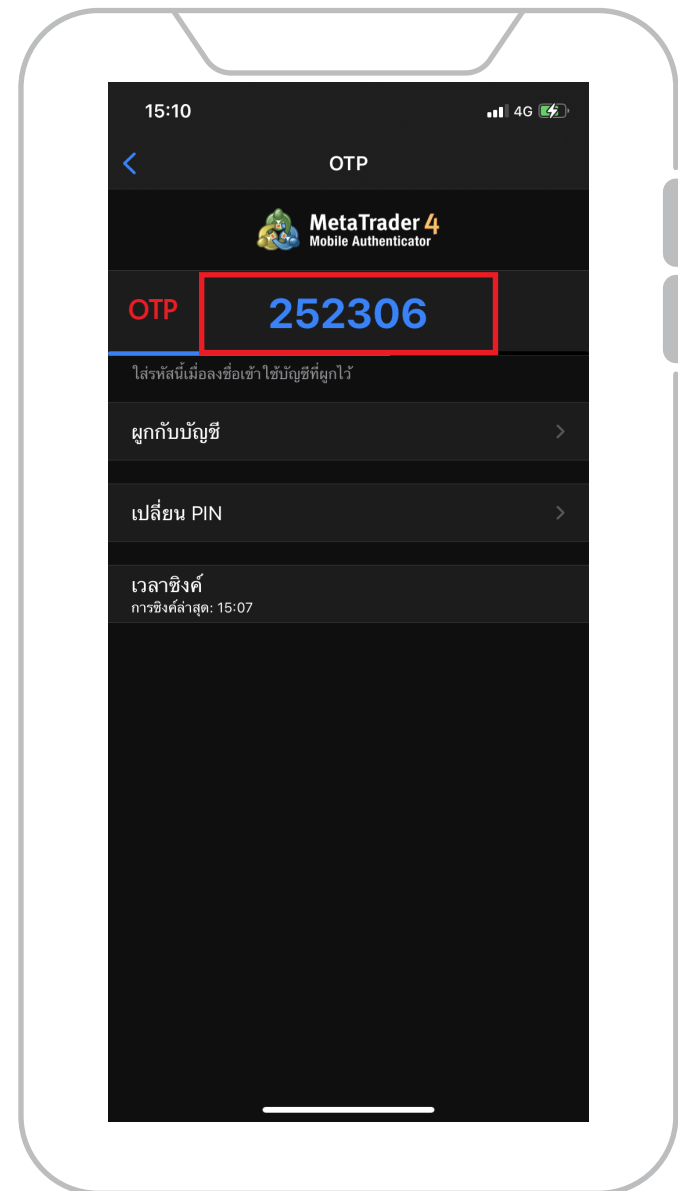 15:10 4G
OTP
MetaTrader 4
Mobile Authenticator
OTP 252306
ใส่รหัสนี้เมื่อลงชื่อเข้าใช้บัญชีที่ผูกไว้
ผูกกับบัญชี
เปลี่ยน PIN
เวลาซิงค์
การซิงค์ล่าสุด: 15:07